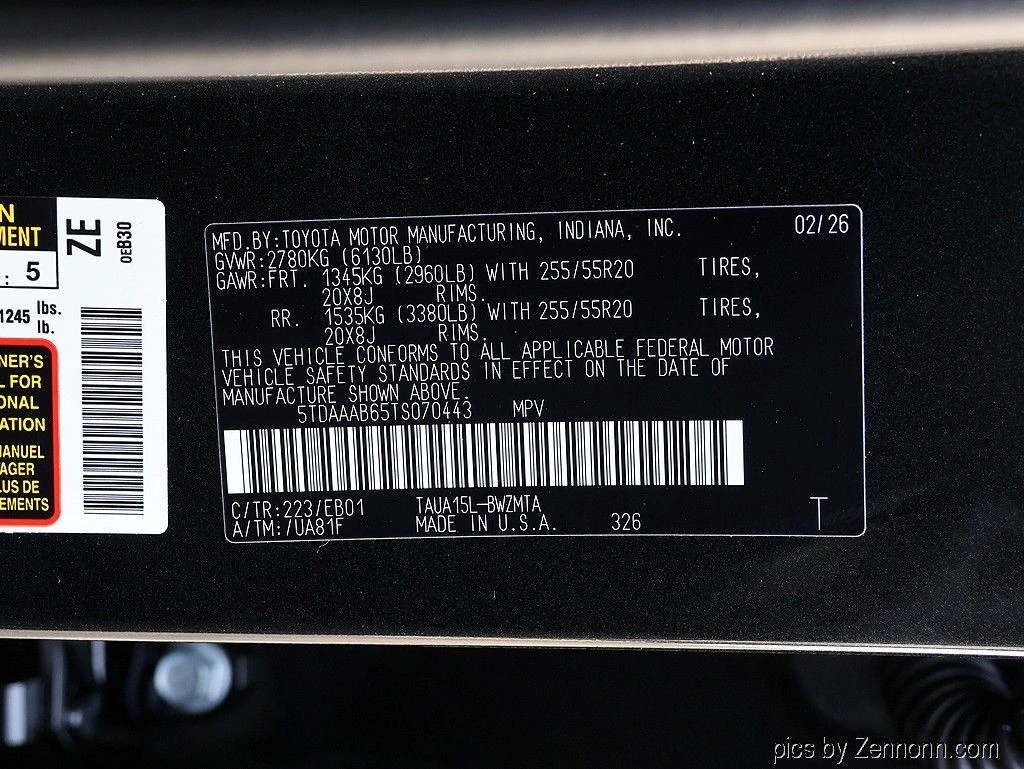 N
MENT
: 5
1245 lbs.
lb.
NER'S
L FOR
ONAL
ATION
MANUEL
AGER
LUS DE
EMENTS
ZE
0EB30
MFD.BY:TOYOTA MOTOR MANUFACTURING, INDIANA, INC. 02/26
GVWR:2780KG (6130LB)
GAWR:FRT. 1345KG (2960LB) WITH 255/55R20 TIRES,
20X8J RIMS.
RR. 1535KG (3380LB) WITH 255/55R20 TIRES,
20X8J RIMS.
THIS VEHICLE CONFORMS TO ALL APPLICABLE FEDERAL MOTOR
VEHICLE SAFETY STANDARDS IN EFFECT ON THE DATE OF
MANUFACTURE SHOWN ABOVE.
5TDAAAB65TS070443 MPV
C/TR:223/EB01 TAUA15L-BWZMTA
A/TM:/UA81F MADE IN U.S.A. 326 T
pics by Zennonn.com